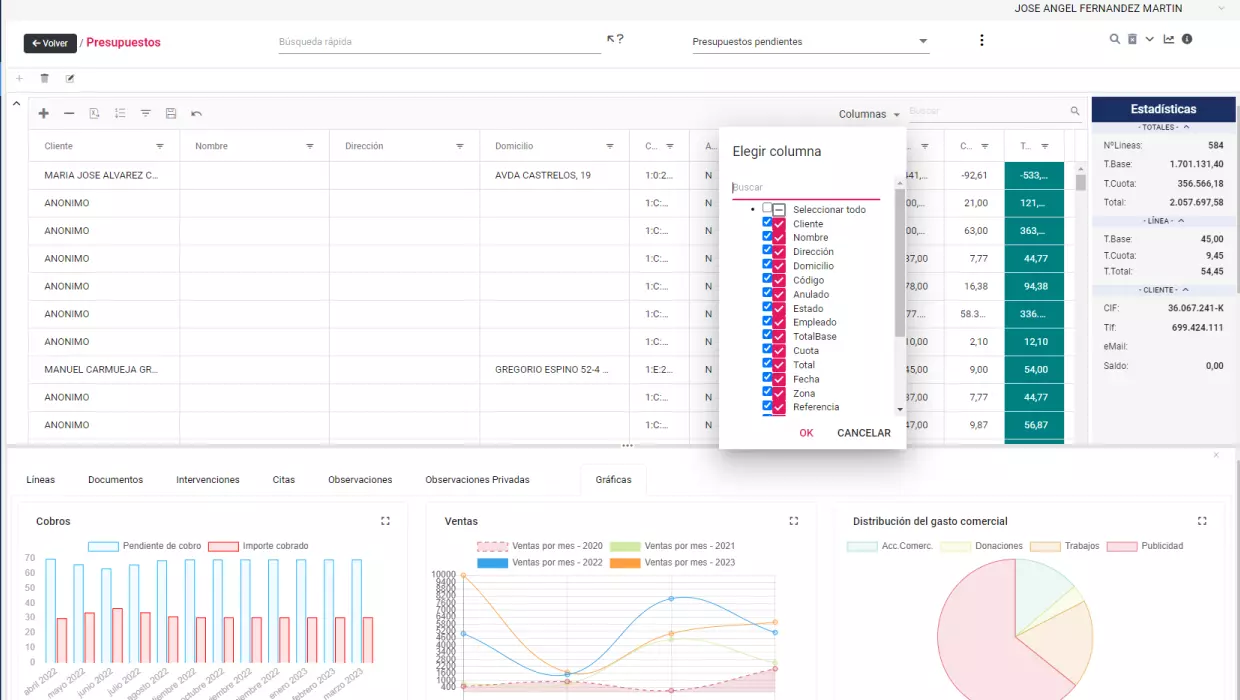 JOSE ANGEL FERNANDEZ MARTIN
Volver / Presupuestos
Búsqueda rápida
?
Presupuestos pendientes
Columnas
Buscar
Cliente Nombre Dirección Domicilio C... A... C... T...
MARIA JOSE ALVAREZ C... AVDA CASTRELOS, 19 1:0:2... N 441,... -92,61 -533,...
ANONIMO 1:C:... N 00,... 21,00 121,...
ANONIMO 1:C:... N 00,... 63,00 363,...
ANONIMO 1:C:... N 37,00 7,77 44,77
ANONIMO 1:C:... N 78,00 16,38 94,38
ANONIMO 1:C:... N 77.... 58.3... 336....
ANONIMO 1:C:... N 10,00 2,10 12,10
MANUEL CARMUEJA GR... GREGORIO ESPINO 52-4 ... 1:E:2... N 45,00 9,00 54,00
ANONIMO 1:C:... N 37,00 7,77 44,77
ANONIMO 1:C:... N 47,00 9,87 56,87
Elegir columna
Buscar
Seleccionar todo
Cliente
Nombre
Dirección
Domicilio
Código
Anulado
Estado
Empleado
TotalBase
Cuota
Total
Fecha
Zona
Referencia
OK CANCELAR
Estadísticas
- TOTALES -
NºLineas: 584
T.Base: 1.701.131,40
T.Cuota: 356.566,18
Total: 2.057.697,58
- LÍNEA -
T.Base: 45,00
T.Cuota: 9,45
T.Total: 54,45
- CLIENTE -
CIF: 36.067.241-K
Tlf: 699.424.111
eMail:
Saldo: 0,00
Líneas Documentos Intervenciones Citas Observaciones Observaciones Privadas Gráficas
Cobros
Pendiente de cobro Importe cobrado
70
60
50
40
30
20
10
0
abril 2022 mayo 2022 junio 2022 julio 2022 agosto 2022 enero 2023 febrero 2023 marzo 2023
Ventas
Ventas por mes - 2020 Ventas por mes - 2021
Ventas por mes - 2022 Ventas por mes - 2023
10000
9400
8800
7000
6400
4000
1600
400
Distribución del gasto comercial
Acc.Comerc. Donaciones Trabajos Publicidad